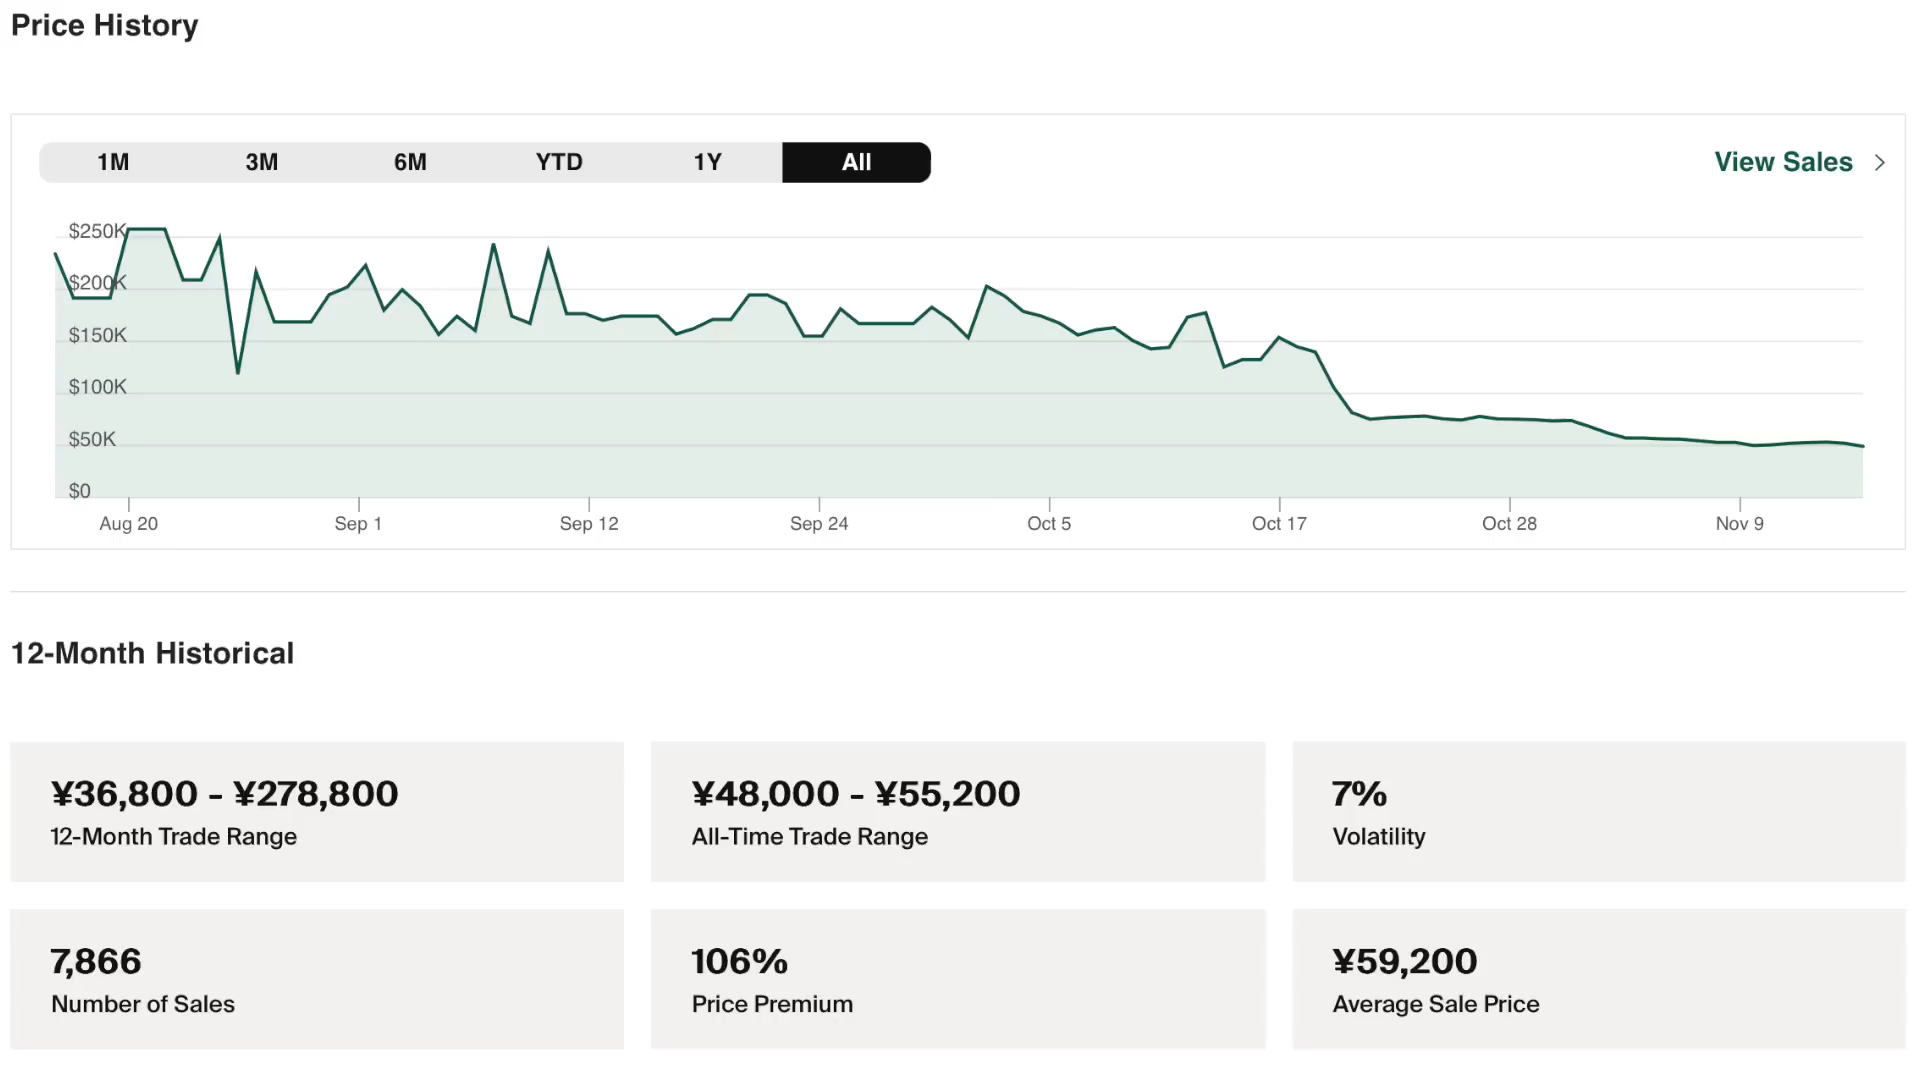 Price History
1M 3M 6M YTD 1Y All View Sales
$250K
$200K
$150K
$100K
$50K
$0
Aug 20 Sep 1 Sep 12 Sep 24 Oct 5 Oct 17 Oct 28 Nov 9
12-Month Historical
¥36,800 - ¥278,800
12-Month Trade Range
¥48,000 - ¥55,200
All-Time Trade Range
7%
Volatility
7,866
Number of Sales
106%
Price Premium
¥59,200
Average Sale Price